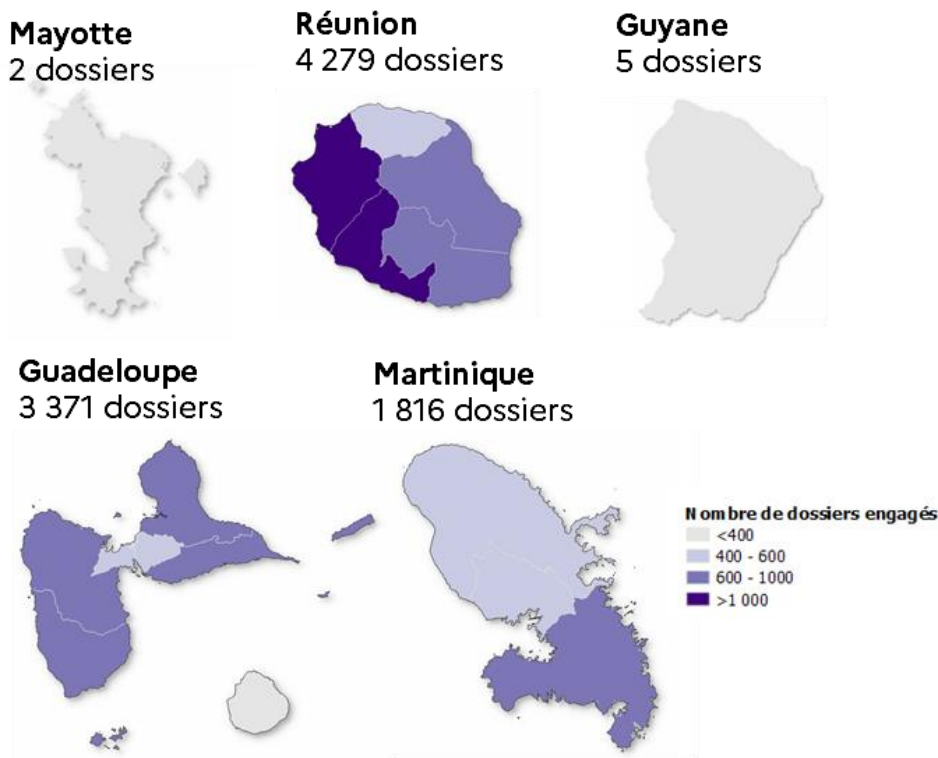 Mayotte
2 dossiers
Réunion
4 279 dossiers
Guyane
5 dossiers
Guadeloupe
3 371 dossiers
Martinique
1 816 dossiers
Nombre de dossiers engagés
<400
400 - 600
600 - 1000
>1 000